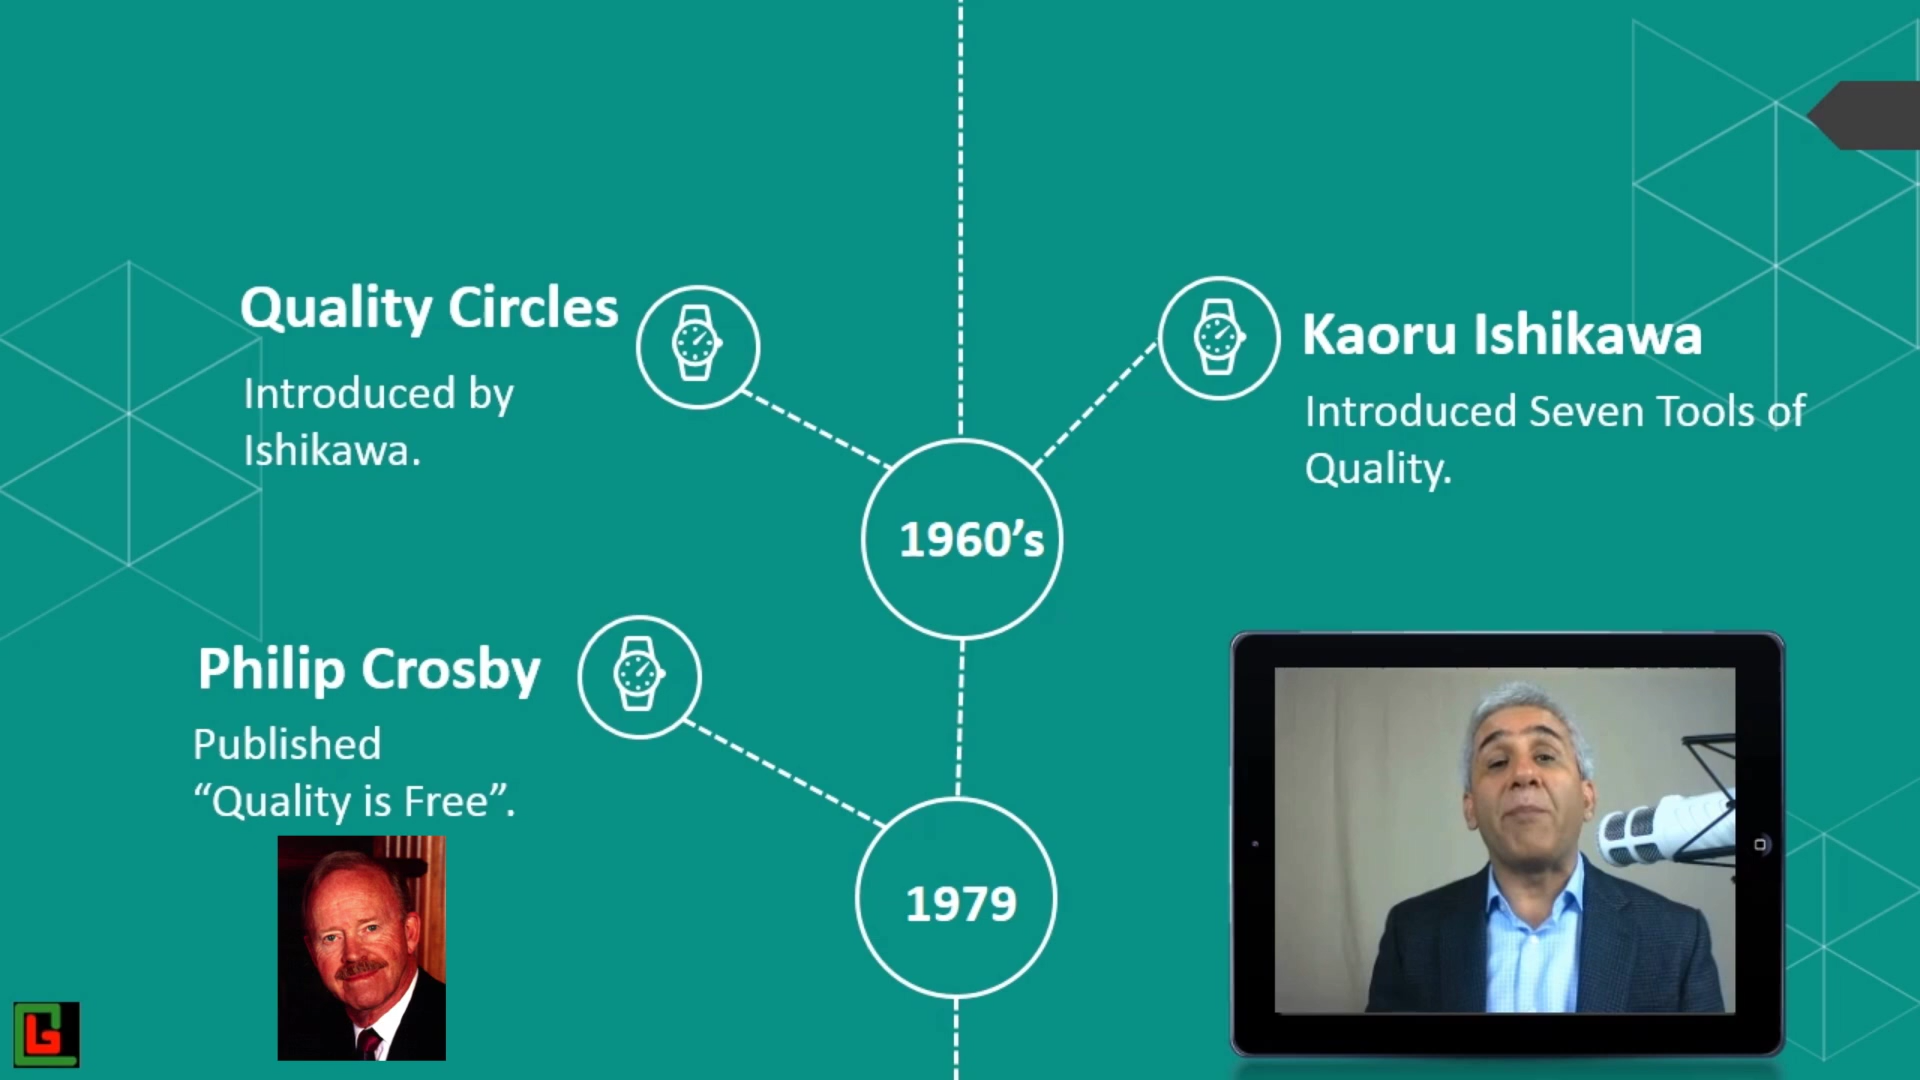 Quality Circles
Introduced by
Ishikawa.
Kaoru Ishikawa
Introduced Seven Tools of
Quality.
1960’s
Philip Crosby
Published
“Quality is Free”.
1979